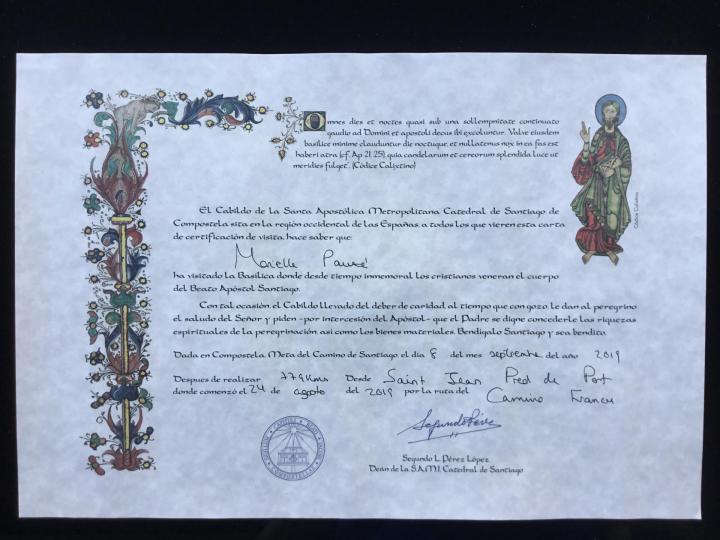 Omnes dies et noctes quasi sub una sollempnitate continuato
gaudio ad Domini et apostoli decus ibi excoluntur. Valve eiusdem
basilice minime clauduntur die noctuque, et nullatenus nox in ea fas est
haberi atra (cf. Ap 21, 25), quia candelarum et cereorum splendida luce ut
meridies fulget". (Códice Calixtino)
Códice Calixtino
El Cabildo de la Santa Apostólica Metropolitana Catedral de Santiago de
Compostela sita en la región occidental de las Españas, a todos los que vieren esta carta
de certificación de visita, hace saber que:
Marielle
ha visitado la Basílica donde desde tiempo inmemorial los cristianos veneran el cuerpo
del Beato Apóstol Santiago.
Con tal ocasión, el Cabildo llevado del deber de caridad, al tiempo que con gozo le dan al peregrino
el saludo del Señor y piden -por intercesión del Apóstol- que el Padre se digne concederle las riquezas
espirituales de la peregrinación, así como los bienes materiales. Bendígalo Santiago y sea bendito.
Dada en Compostela, Meta del Camino de Santiago, el día 8 del mes septiembre del año 2019
Después de realizar 779 Kms Desde Saint Jean Pied de Port
donde comenzó el 24 de agosto del 2019 por la ruta del Camino Frances
Segundo Pérez
Segundo L. Pérez López
Deán de la S.A.M.I. Catedral de Santiago